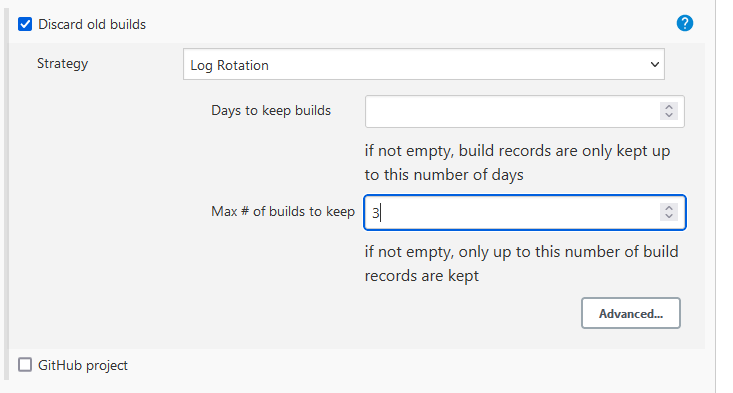 Discard old builds
?
Strategy
Log Rotation
Days to keep builds
if not empty, build records are only kept up
to this number of days
Max # of builds to keep
3
if not empty, only up to this number of build
records are kept
Advanced...
GitHub project